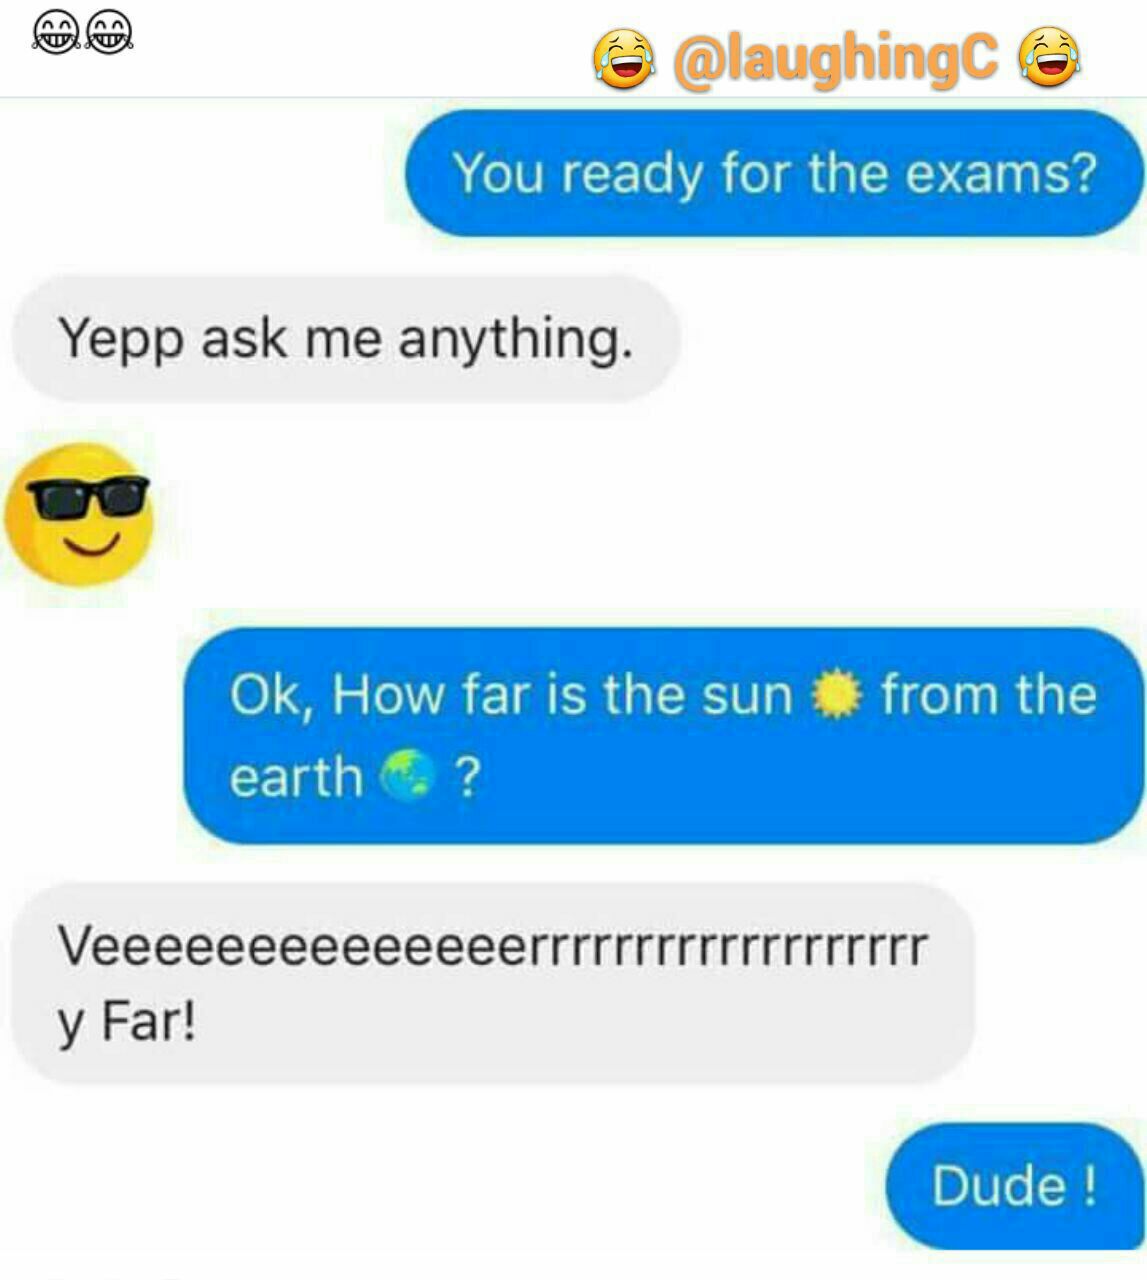 @laughingC
You ready for the exams?
Yepp ask me anything.
Ok, How far is the sun ☀️ from the
earth 🌏 ?
Veeeeeeeeeeeeeeerrrrrrrrrrrrrrrrrrr
y Far!
Dude !